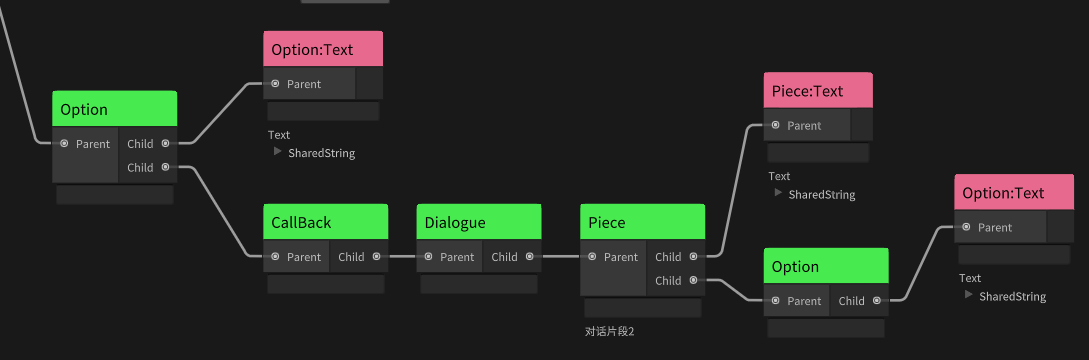 Option:Text
Parent
Text
SharedString
Option
Parent
Child
Child
CallBack
Parent
Child
Dialogue
Parent
Child
Piece
Parent
Child
Child
对话片段2
Piece:Text
Parent
Text
SharedString
Option
Parent
Child
Option:Text
Parent
Text
SharedString